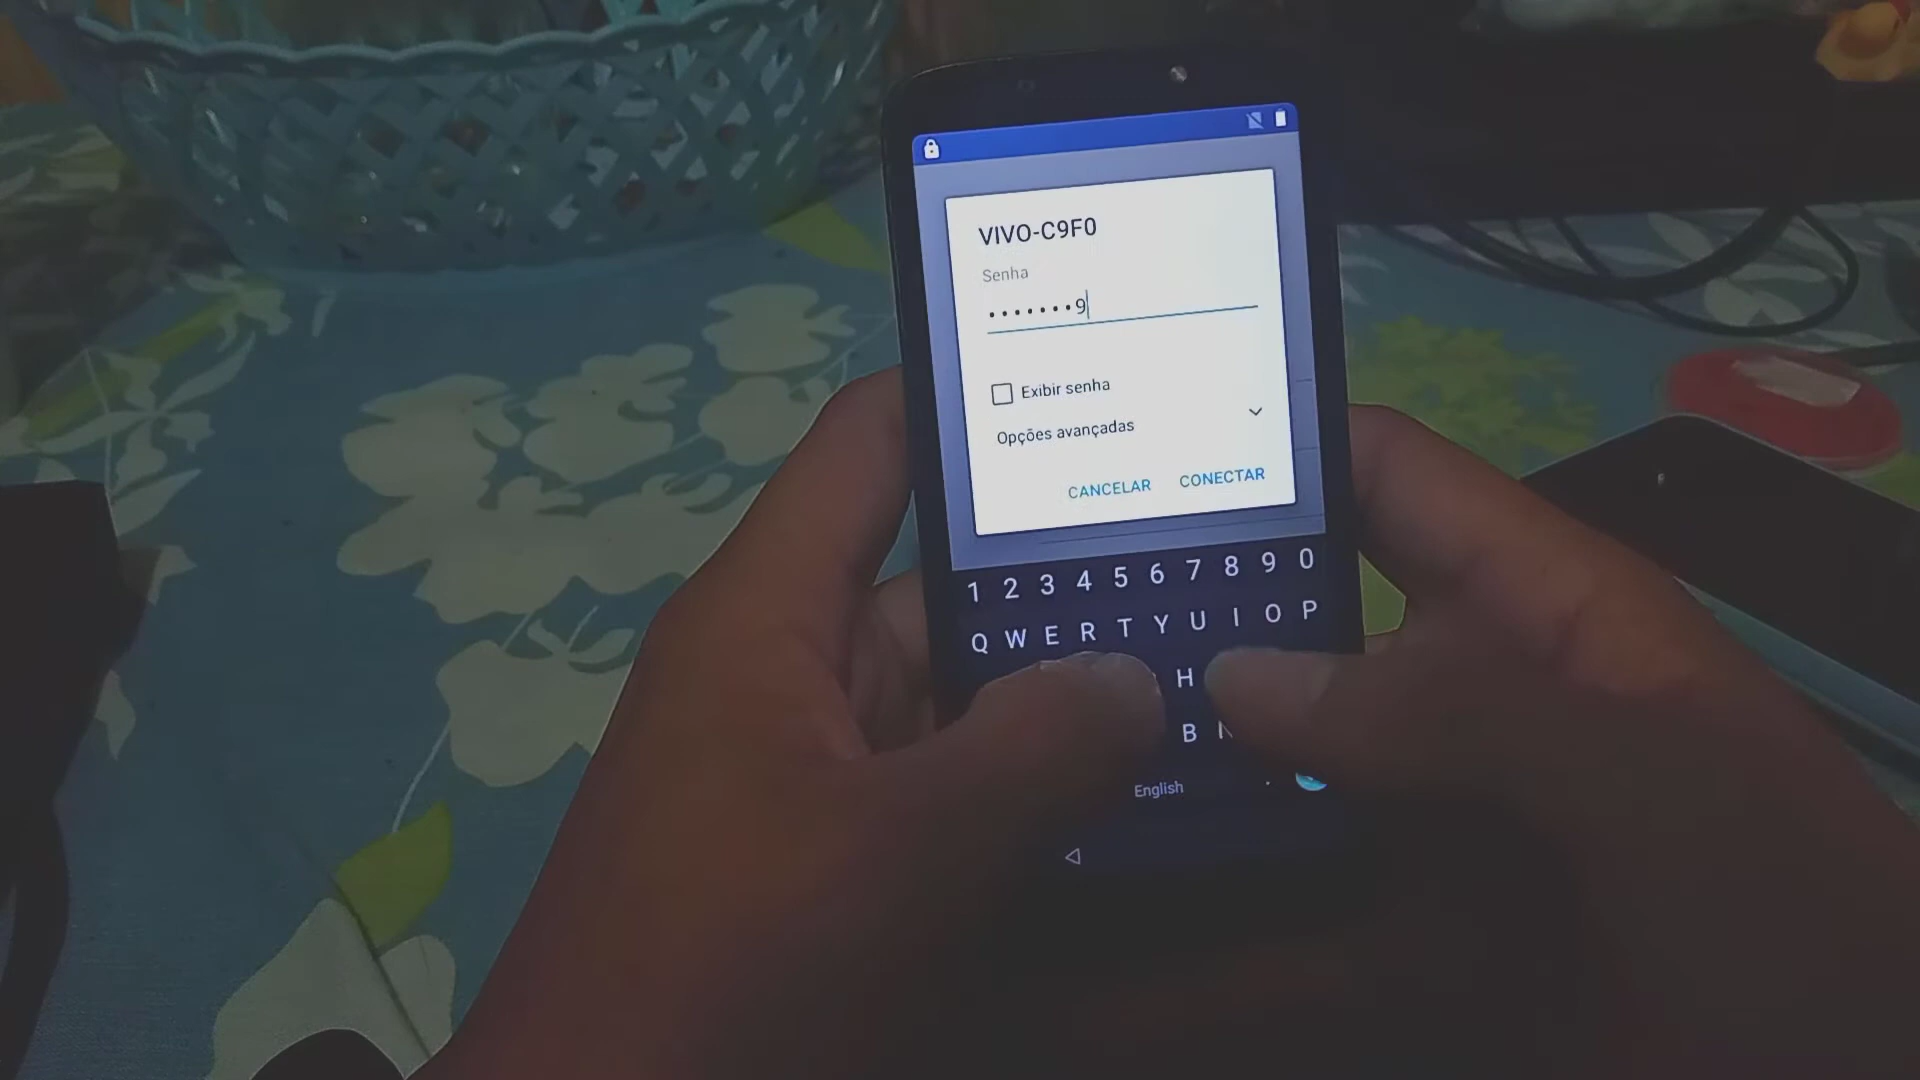 VIVO-C9F0
Senha
•••••••9
Exibir senha
Opções avançadas
CANCELAR CONECTAR
1 2 3 4 5 6 7 8 9 0
Q W E R T Y U I O P
H
B
English